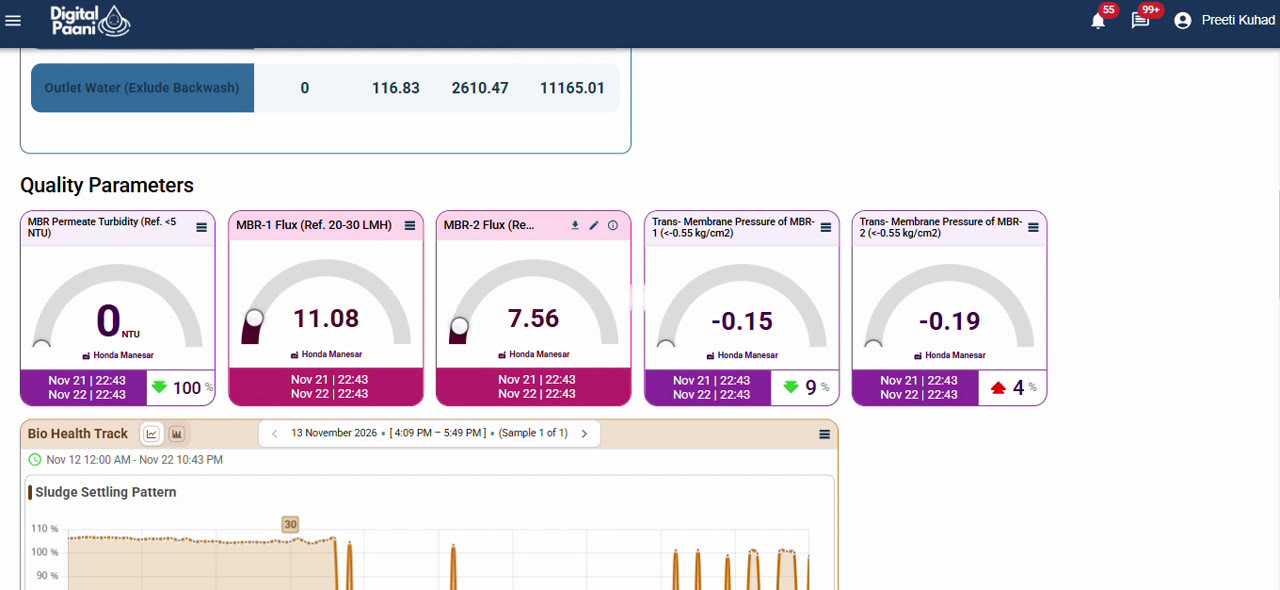 Digital
Paani
55
99+
Preeti Kuhad
Outlet Water (Exlude Backwash) 0 116.83 2610.47 11165.01
Quality Parameters
MBR Permeate Turbidity (Ref. <5
NTU)
0 NTU
Honda Manesar
Nov 21 | 22:43
Nov 22 | 22:43
100 %
MBR-1 Flux (Ref. 20-30 LMH)
11.08
Honda Manesar
Nov 21 | 22:43
Nov 22 | 22:43
MBR-2 Flux (Re...
7.56
Honda Manesar
Nov 21 | 22:43
Nov 22 | 22:43
Trans- Membrane Pressure of MBR-
1 (<-0.55 kg/cm2)
-0.15
Honda Manesar
Nov 21 | 22:43
Nov 22 | 22:43
9 %
Trans- Membrane Pressure of MBR-
2 (<-0.55 kg/cm2)
-0.19
Honda Manesar
Nov 21 | 22:43
Nov 22 | 22:43
4 %
Bio Health Track
13 November 2026 • [ 4:09 PM – 5:49 PM ] • (Sample 1 of 1)
Nov 12 12:00 AM - Nov 22 10:43 PM
Sludge Settling Pattern
30
110 %
100 %
90 %